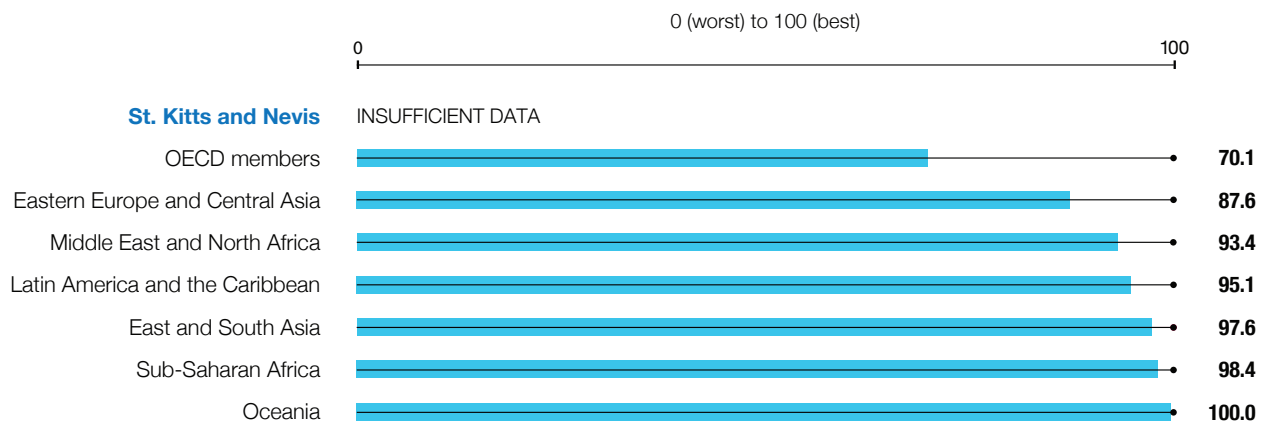 0 (worst) to 100 (best)
0 100
St. Kitts and Nevis INSUFFICIENT DATA
OECD members 70.1
Eastern Europe and Central Asia 87.6
Middle East and North Africa 93.4
Latin America and the Caribbean 95.1
East and South Asia 97.6
Sub-Saharan Africa 98.4
Oceania 100.0